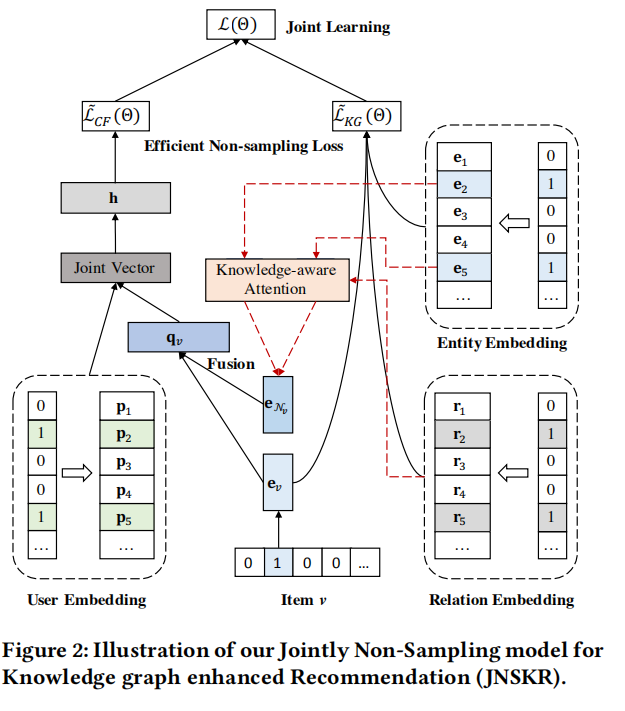 ℒ(Θ) Joint Learning
ℒ̃_CF(Θ) ℒ̃_KG(Θ)
Efficient Non-sampling Loss
h
Joint Vector
Knowledge-aware
Attention
q_v
Fusion
e_𝒩_v
e_v
0 1 0 0 ...
Item v
e₁ 0
e₂ 1
e₃ 0
e₄ 0
e₅ 1
... ...
Entity Embedding
0 p₁
1 p₂
0 p₃
0 p₄
1 p₅
... ...
User Embedding
r₁ 0
r₂ 1
r₃ 0
r₄ 0
r₅ 1
... ...
Relation Embedding
Figure 2: Illustration of our Jointly Non-Sampling model for
Knowledge graph enhanced Recommendation (JNSKR).